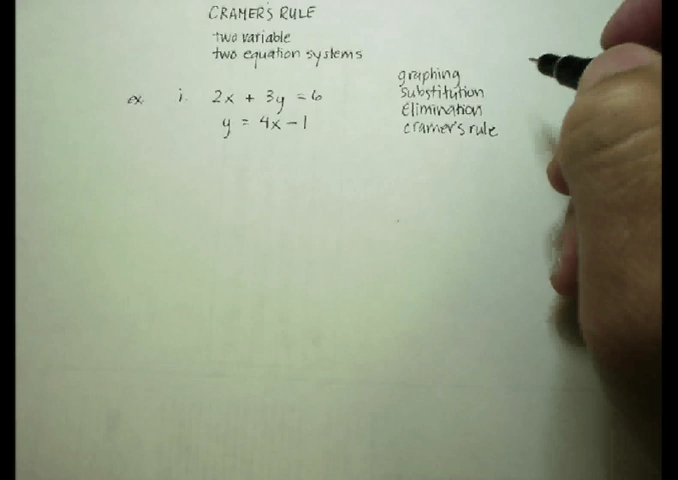 CRAMER'S RULE
two variable
two equation systems
graphing
substitution
Elimination
cramer's rule
ex. i. 2x + 3y = 6
y = 4x - 1